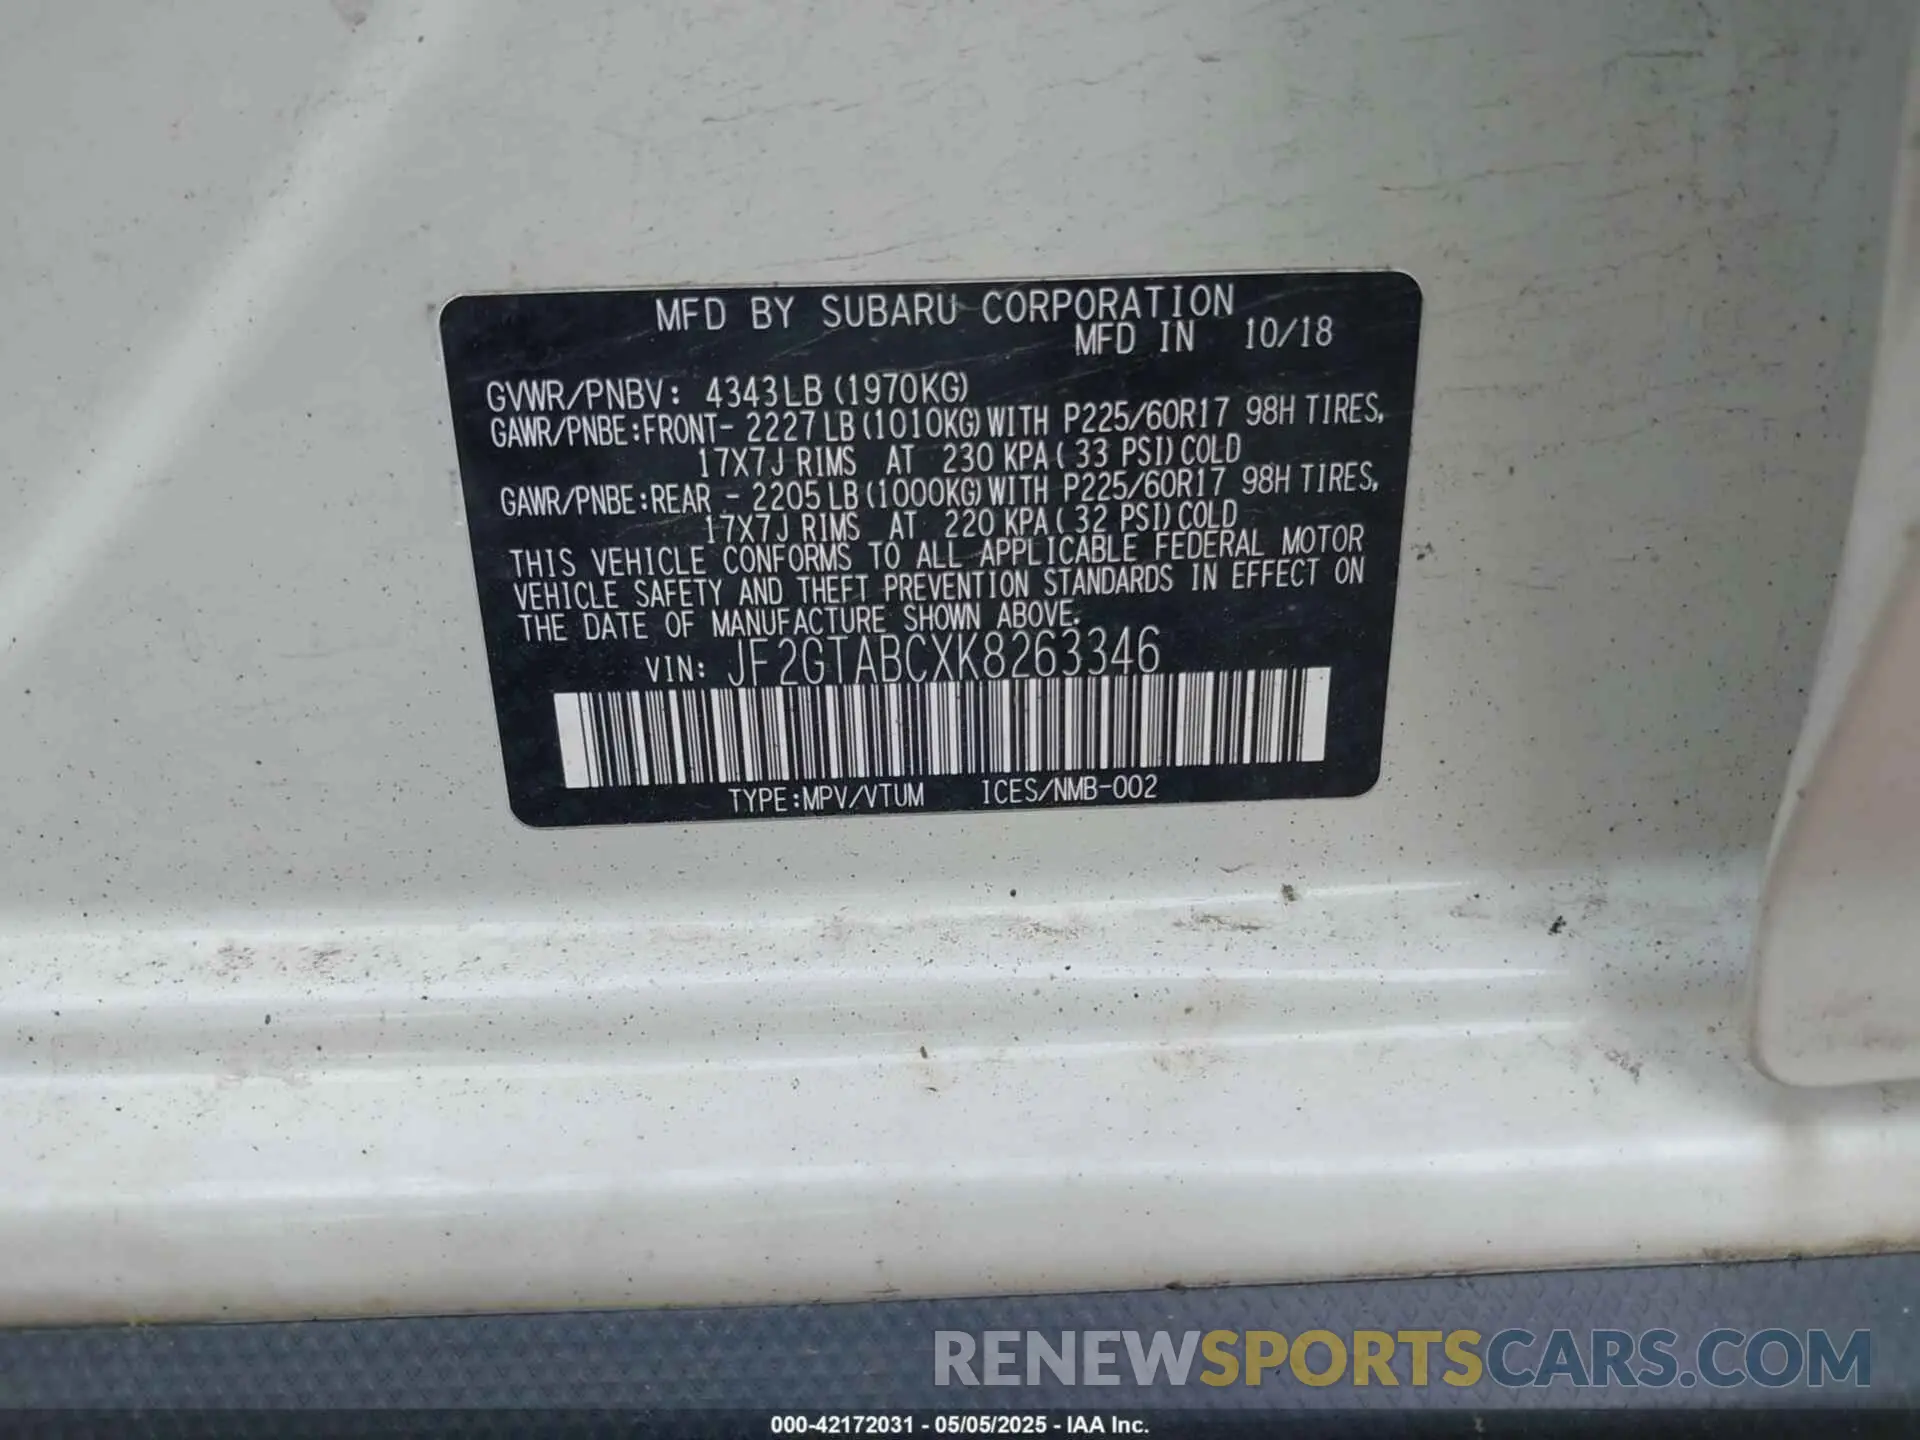 MFD BY SUBARU CORPORATION
MFD IN 10/18
GVWR/PNBV: 4343LB (1970KG)
GAWR/PNBE:FRONT- 2227LB (1010KG) WITH P225/60R17 98H TIRES,
17X7J RIMS AT 230 KPA (33 PSI) COLD
GAWR/PNBE:REAR - 2205LB (1000KG) WITH P225/60R17 98H TIRES,
17X7J RIMS AT 220 KPA (32 PSI) COLD
THIS VEHICLE CONFORMS TO ALL APPLICABLE FEDERAL MOTOR
VEHICLE SAFETY AND THEFT PREVENTION STANDARDS IN EFFECT ON
THE DATE OF MANUFACTURE SHOWN ABOVE.
VIN: JF2GTABCXK8263346
TYPE:MPV/VTUM ICES/NMB-002
RENEWSPORTSCARS.COM
000-42172031 - 05/05/2025 - IAA Inc.